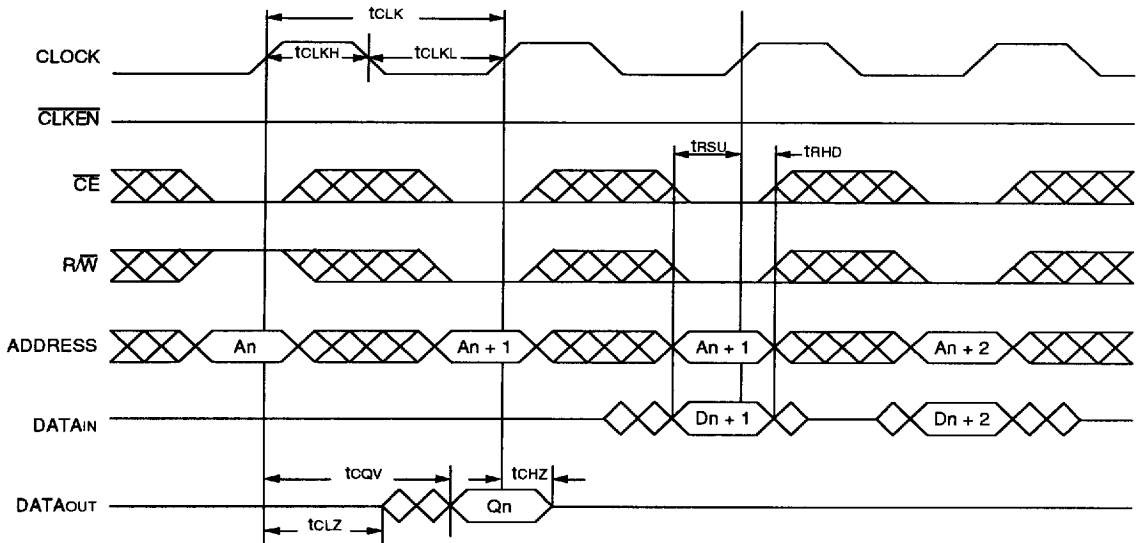 tCLK
CLOCK
tCLKH
tCLKL
CLKEN
tRSU
tRHD
CE
R/W
ADDRESS
An
An + 1
An + 1
An + 2
DATAIN
Dn + 1
Dn + 2
tCQV
tCHZ
DATAOUT
Qn
tCLZ